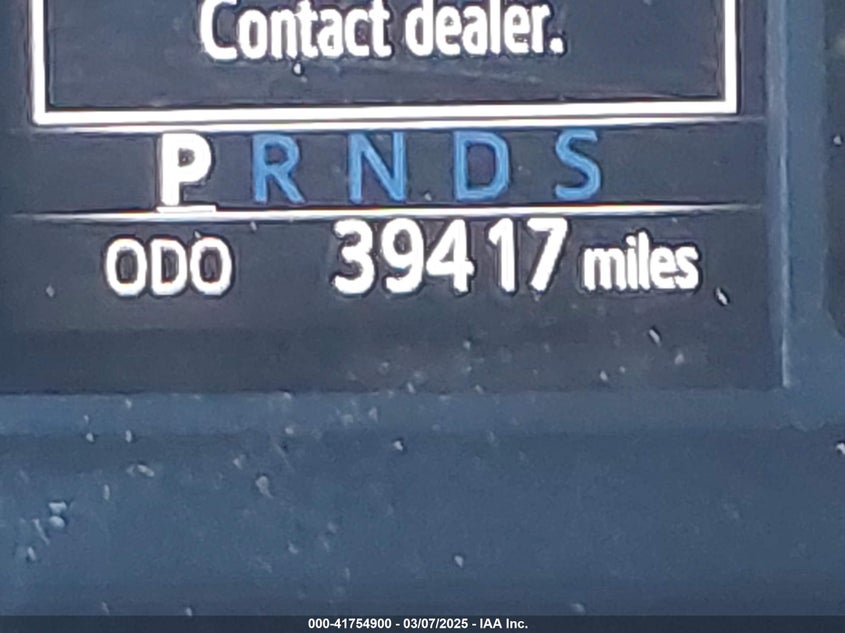 Contact dealer.
P R N D S
ODO 39417 miles
000-41754900 - 03/07/2025 - IAA Inc.